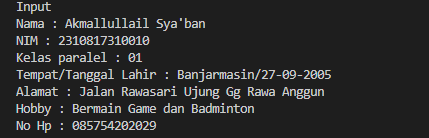 Input
Nama : Akmallullail Sya'ban
NIM : 2310817310010
Kelas paralel : 01
Tempat/Tanggal Lahir : Banjarmasin/27-09-2005
Alamat : Jalan Rawasari Ujung Gg Rawa Anggun
Hobby : Bermain Game dan Badminton
No Hp : 085754202029